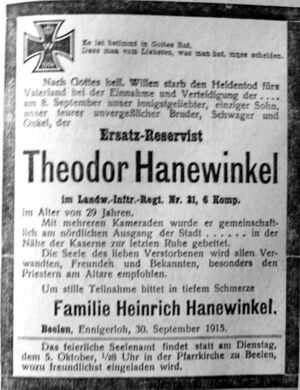 W
1914
Es ist bestimmt in Gottes Rat,
Dass man vom Liebsten, was man hat, muss scheiden.
Nach Gottes heil. Willen starb den Heldentod fürs
Vaterland bei der Einnahme und Verteidigung der ....
am 8. September unser innigstgeliebter, einziger Sohn,
unser teurer unvergeßlicher Bruder, Schwager und
Onkel, der
Ersatz-Reservist
Theodor Hanewinkel
im Landw.-Inftr.-Regt. Nr. 31, 6 Komp.
im Alter von 29 Jahren.
Mit mehreren Kameraden wurde er gemeinschaft-
lich am nördlichen Ausgang der Stadt ...... in der
Nähe der Kaserne zur letzten Ruhe gebettet.
Die Seele des lieben Verstorbenen wird allen Ver-
wandten, Freunden und Bekannten, besonders den
Priestern am Altare empfohlen.
Um stille Teilnahme bittet in tiefem Schmerze
Familie Heinrich Hanewinkel.
Beelen, Ennigerloh, 30. September 1915.
Das feierliche Seelenamt findet statt am Dienstag,
dem 5. Oktober, 1/28 Uhr in der Pfarrkirche zu Beelen,
wozu freundlichst eingeladen wird.